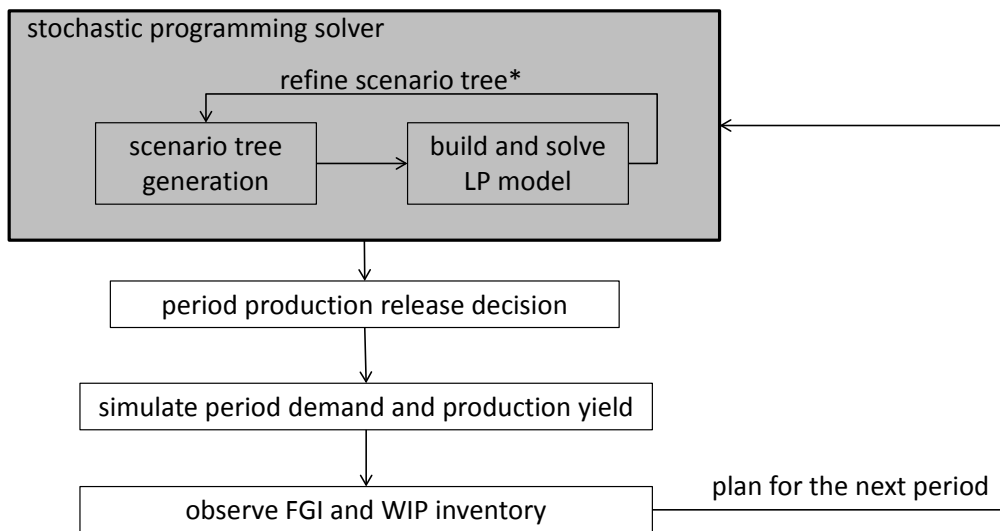 stochastic programming solver
refine scenario tree*
scenario tree
generation
build and solve
LP model
period production release decision
simulate period demand and production yield
observe FGI and WIP inventory
plan for the next period